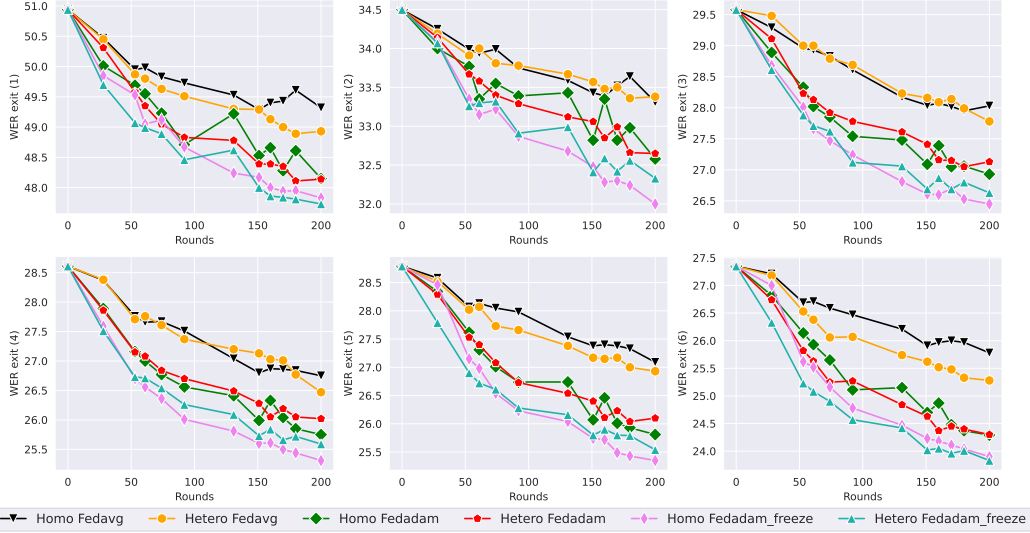 51.0
50.5
50.0
49.5
49.0
48.5
48.0
WER exit (1)
0 50 100 150 200
Rounds
34.5
34.0
33.5
33.0
32.5
32.0
WER exit (2)
0 50 100 150 200
Rounds
29.5
29.0
28.5
28.0
27.5
27.0
26.5
WER exit (3)
0 50 100 150 200
Rounds
28.5
28.0
27.5
27.0
26.5
26.0
25.5
WER exit (4)
0 50 100 150 200
Rounds
28.5
28.0
27.5
27.0
26.5
26.0
25.5
WER exit (5)
0 50 100 150 200
Rounds
27.5
27.0
26.5
26.0
25.5
25.0
24.5
24.0
WER exit (6)
0 50 100 150 200
Rounds
Homo Fedavg Hetero Fedavg Homo Fedadam Hetero Fedadam Homo Fedadam_freeze Hetero Fedadam_freeze